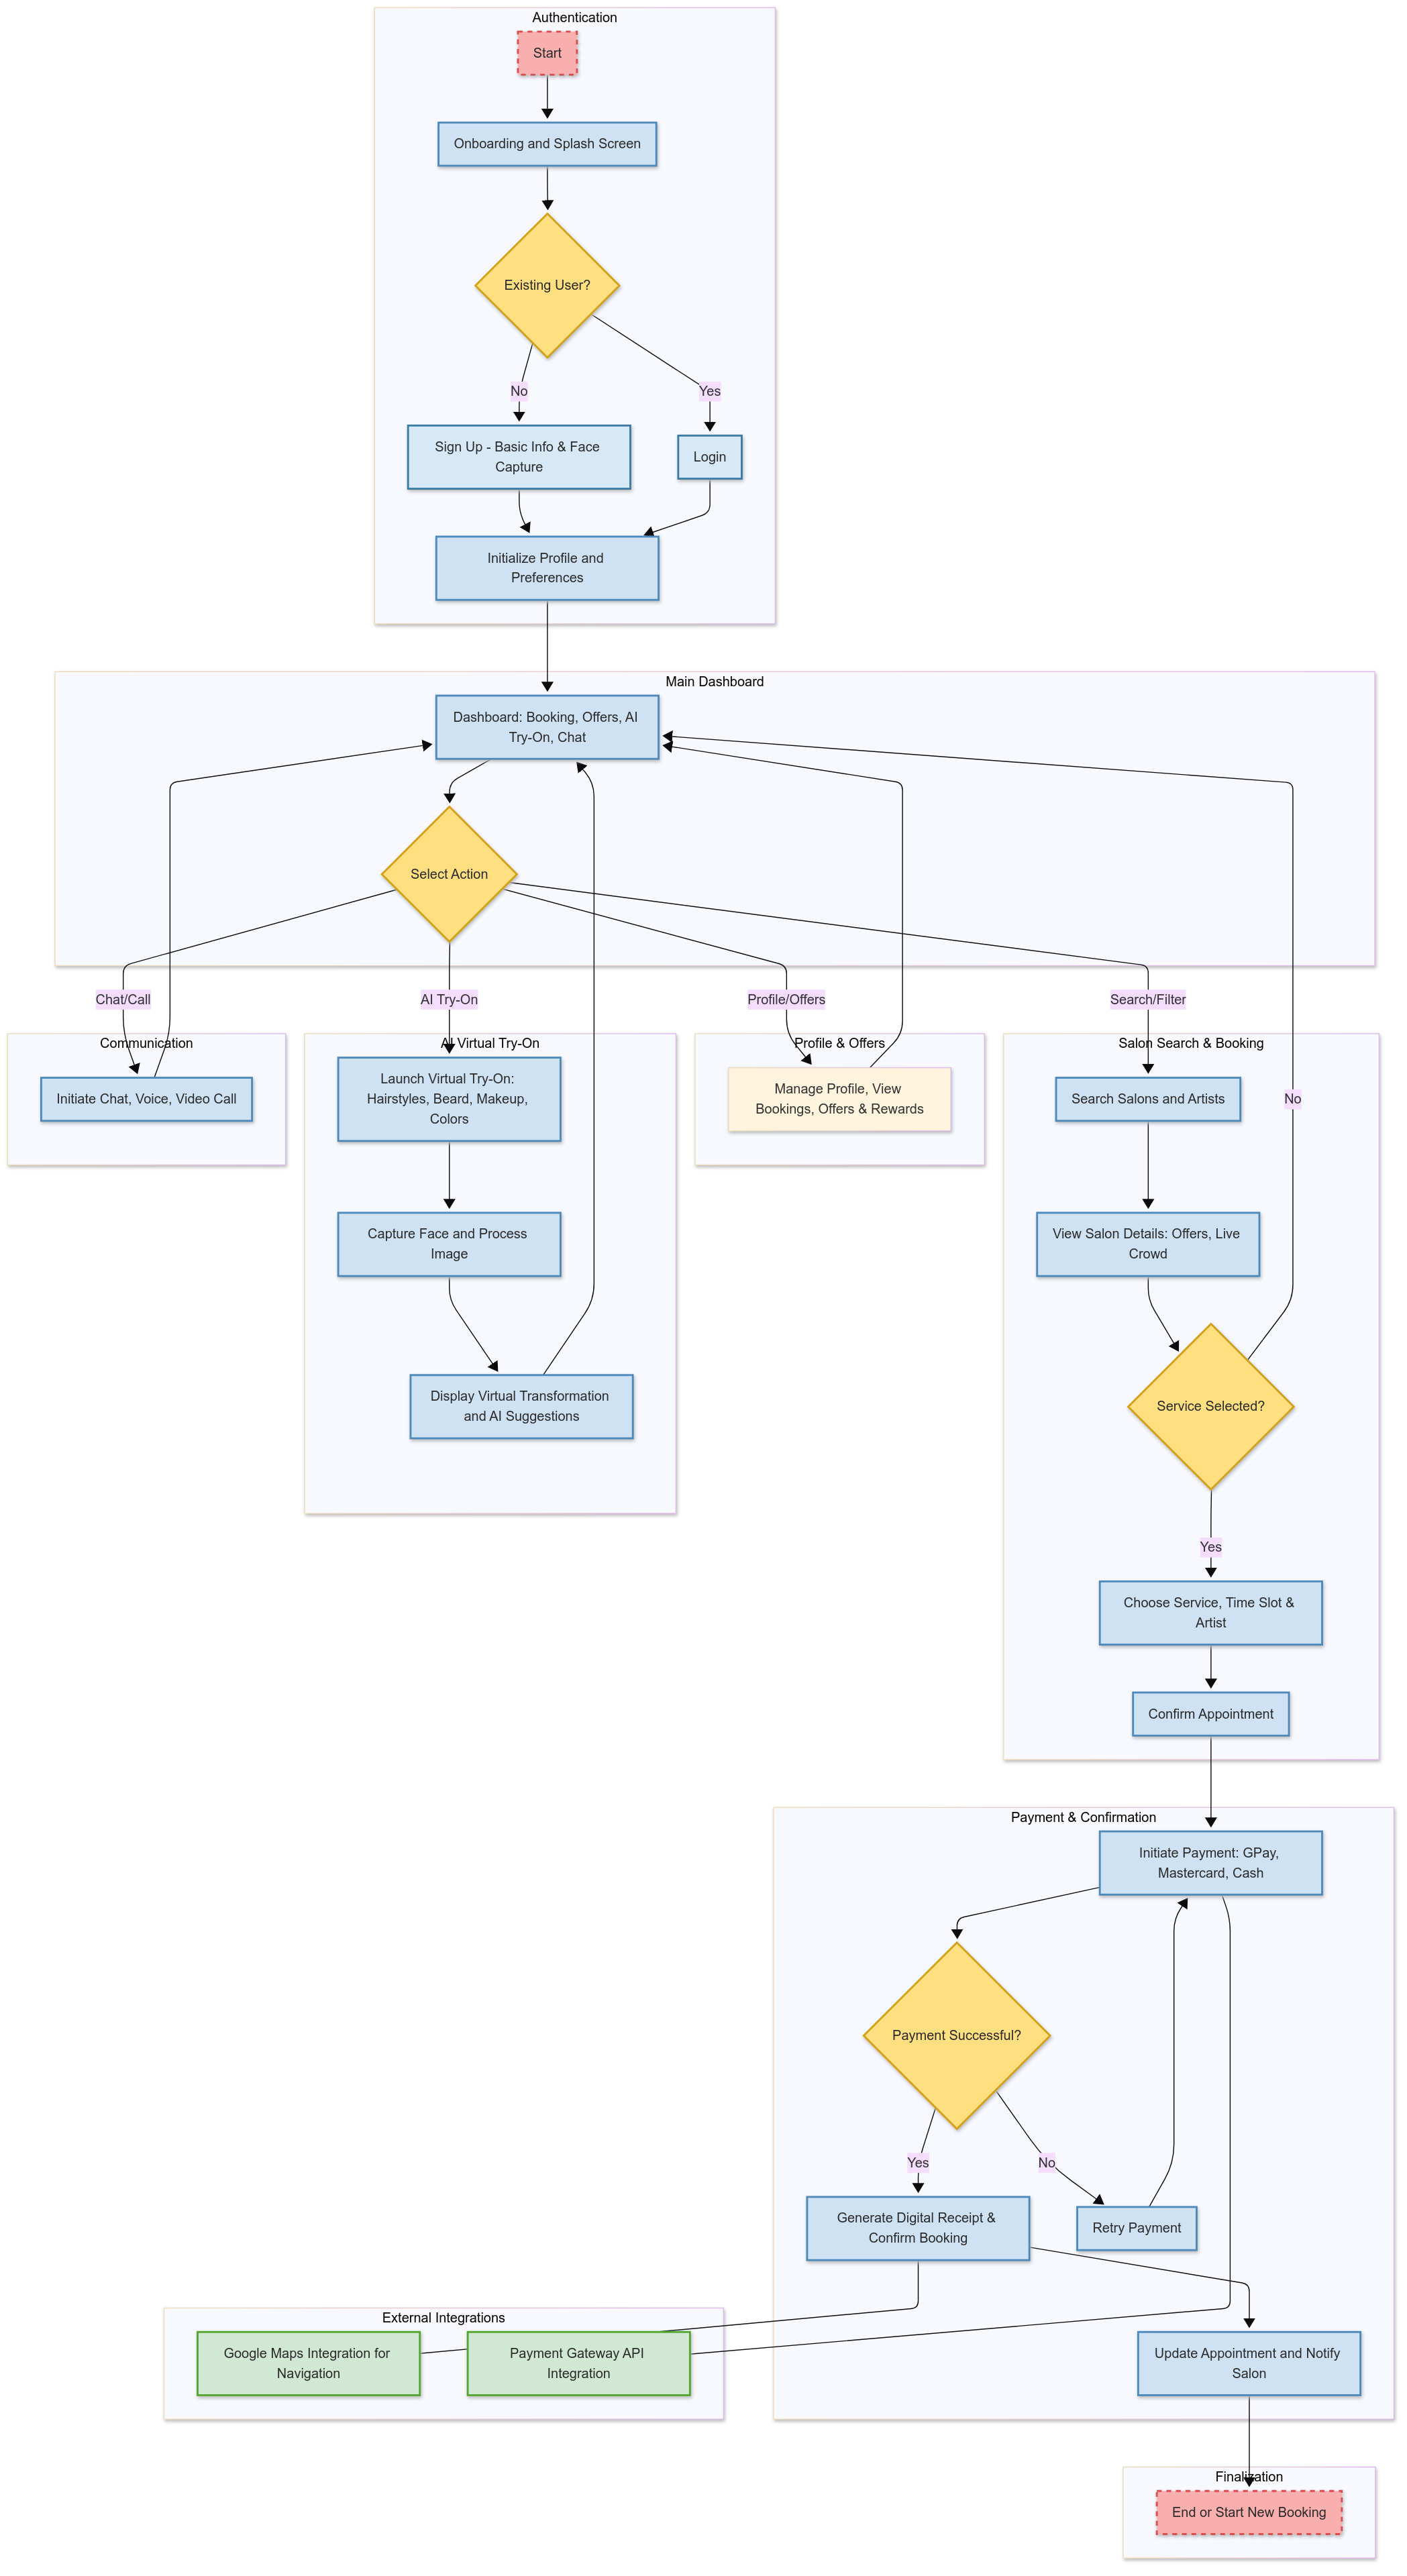 Authentication
Start
Onboarding and Splash Screen
Existing User?
No
Yes
Sign Up - Basic Info & Face
Capture
Login
Initialize Profile and
Preferences
Main Dashboard
Dashboard: Booking, Offers, AI
Try-On, Chat
Select Action
Chat/Call
AI Try-On
Profile/Offers
Search/Filter
Communication
Initiate Chat, Voice, Video Call
AI Virtual Try-On
Launch Virtual Try-On:
Hairstyles, Beard, Makeup,
Colors
Capture Face and Process
Image
Display Virtual Transformation
and AI Suggestions
Profile & Offers
Manage Profile, View
Bookings, Offers & Rewards
Salon Search & Booking
Search Salons and Artists
No
View Salon Details: Offers, Live
Crowd
Service Selected?
Yes
Choose Service, Time Slot &
Artist
Confirm Appointment
Payment & Confirmation
Initiate Payment: GPay,
Mastercard, Cash
Payment Successful?
Yes
No
Generate Digital Receipt &
Confirm Booking
Retry Payment
External Integrations
Google Maps Integration for
Navigation
Payment Gateway API
Integration
Update Appointment and Notify
Salon
Finalization
End or Start New Booking